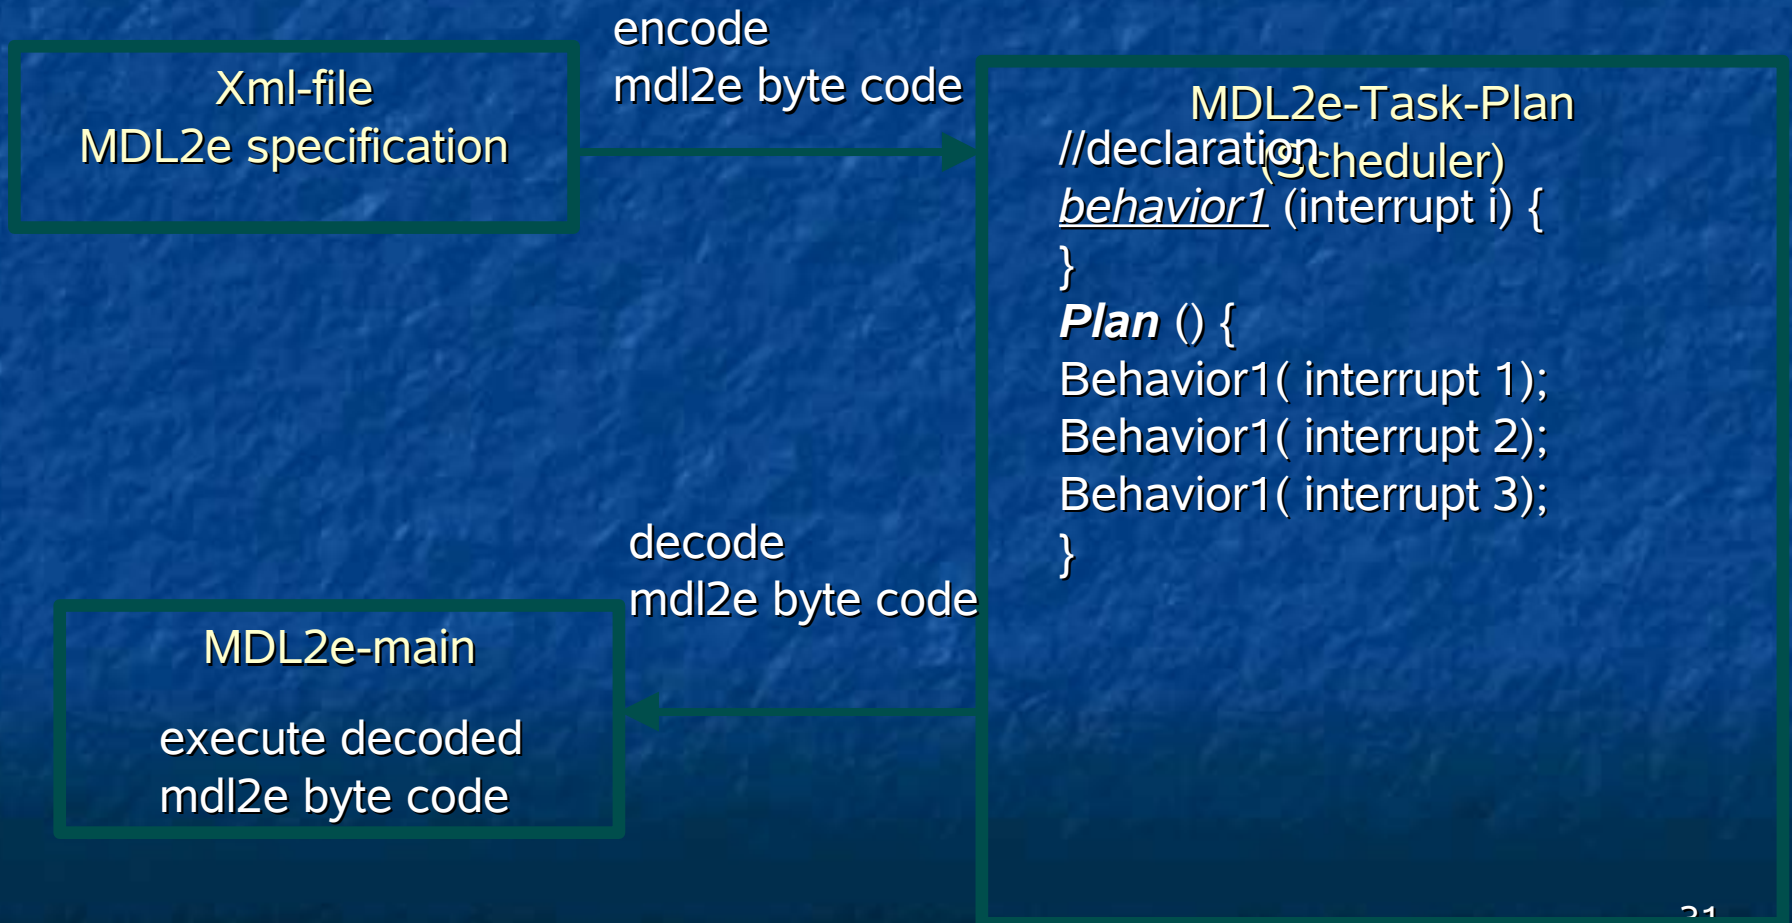 Xml-file
MDL2e specification
encode
mdl2e byte code
MDL2e-Task-Plan
(Scheduler)
//declaration
behavior1 (interrupt i) {
}
Plan () {
Behavior1( interrupt 1);
Behavior1( interrupt 2);
Behavior1( interrupt 3);
}
decode
mdl2e byte code
MDL2e-main
execute decoded
mdl2e byte code